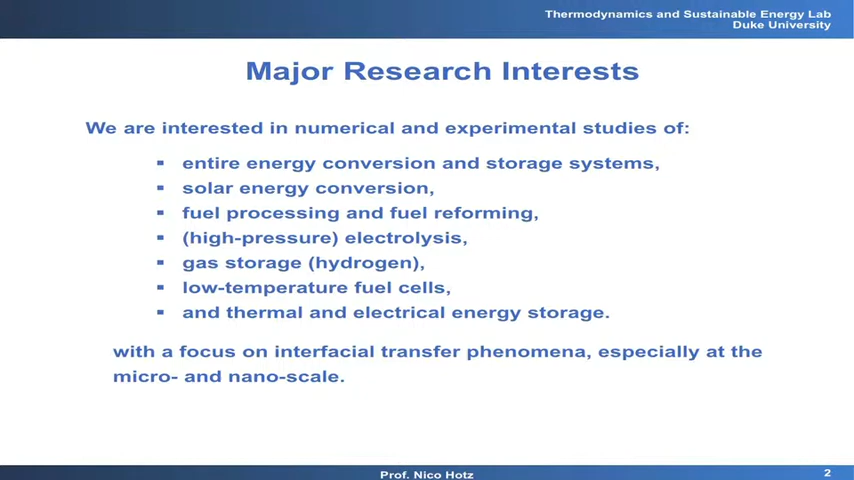 Thermodynamics and Sustainable Energy Lab
Duke University
Major Research Interests
We are interested in numerical and experimental studies of:
▪ entire energy conversion and storage systems,
▪ solar energy conversion,
▪ fuel processing and fuel reforming,
▪ (high-pressure) electrolysis,
▪ gas storage (hydrogen),
▪ low-temperature fuel cells,
▪ and thermal and electrical energy storage.
with a focus on interfacial transfer phenomena, especially at the
micro- and nano-scale.
Prof. Nico Hotz
2